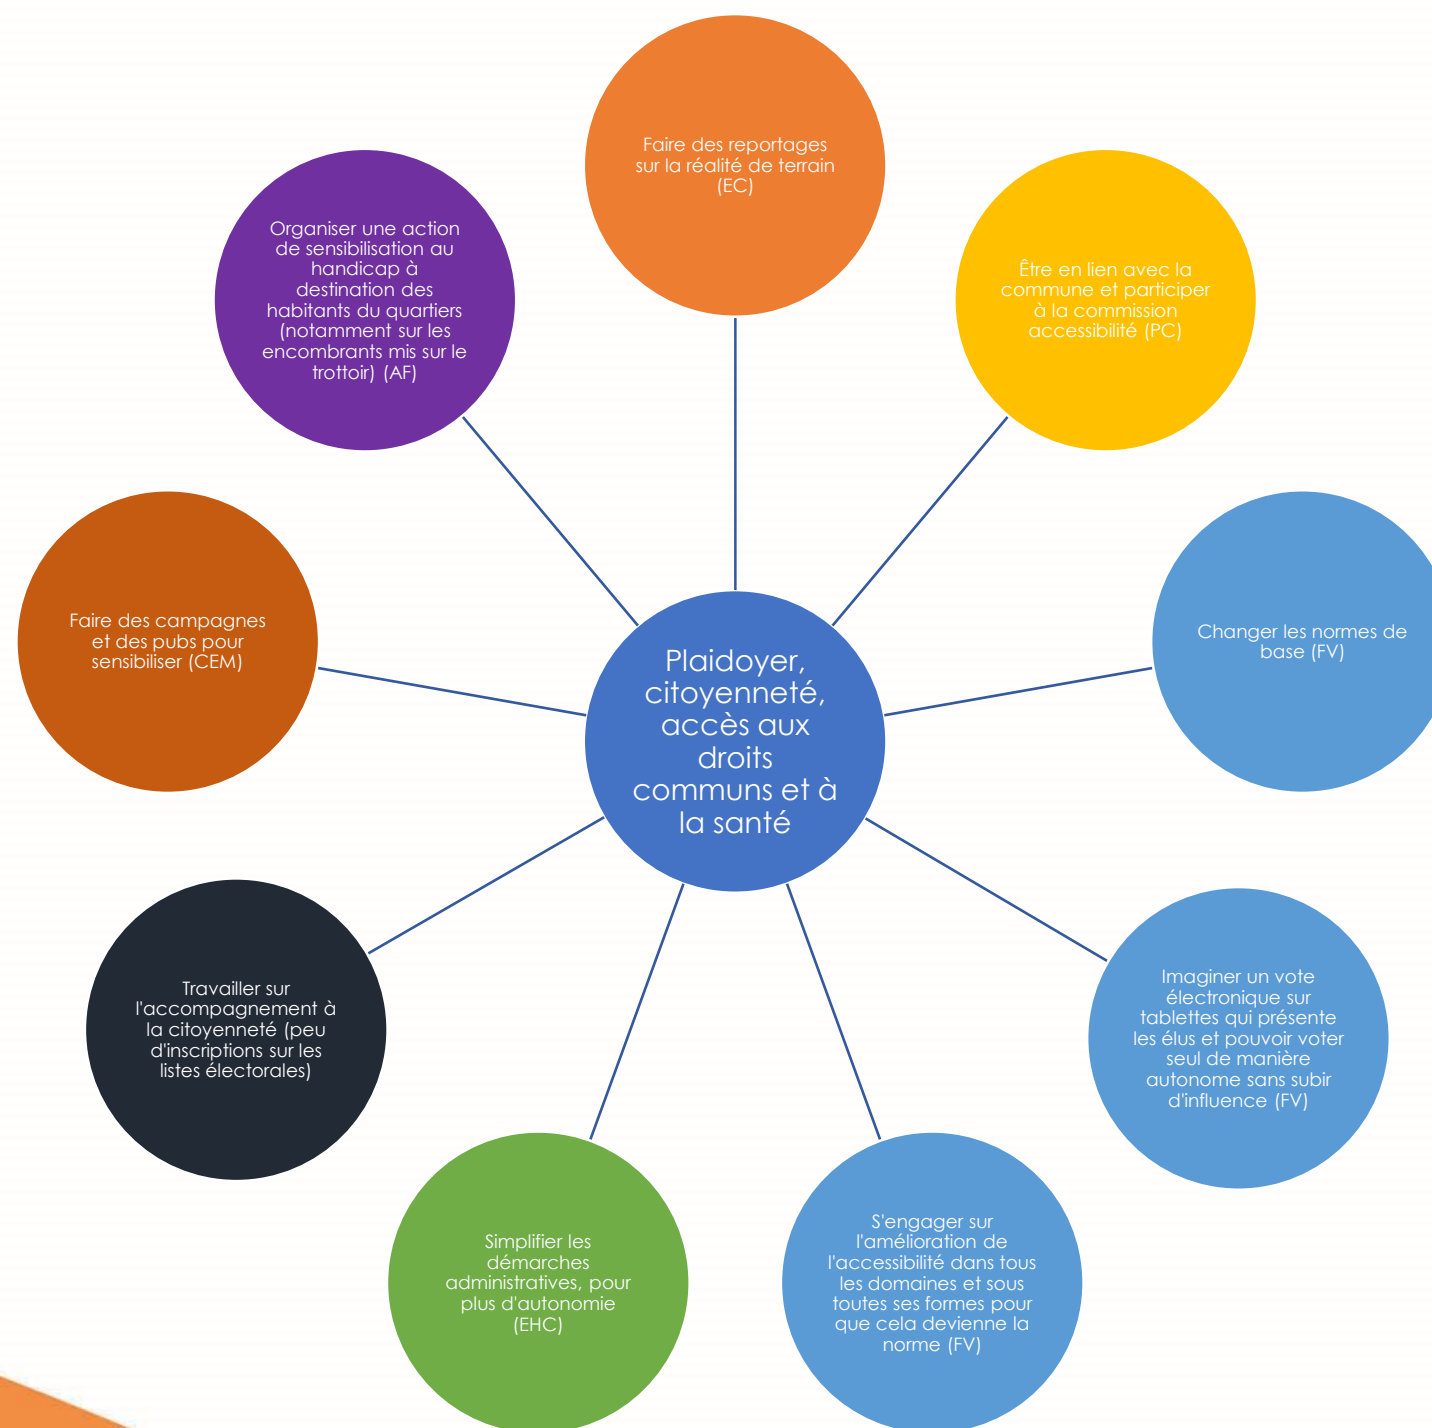 Faire des reportages
sur la réalité de terrain
(EC)
Être en lien avec la
commune et participer
à la commission
accessibilité (PC)
Changer les normes de
base (FV)
Imaginer un vote
électronique sur
tablettes qui présente
les élus et pouvoir voter
seul de manière
autonome sans subir
d'influence (FV)
S'engager sur
l'amélioration de
l'accessibilité dans tous
les domaines et sous
toutes ses formes pour
que cela devienne la
norme (FV)
Simplifier les
démarches
administratives, pour
plus d'autonomie
(EHC)
Travailler sur
l'accompagnement à
la citoyenneté (peu
d'inscriptions sur les
listes électorales)
Faire des campagnes
et des pubs pour
sensibiliser (CEM)
Organiser une action
de sensibilisation au
handicap à
destination des
habitants du quartiers
(notamment sur les
encombrants mis sur le
trottoir) (AF)
Plaidoyer,
citoyenneté,
accès aux
droits
communs et à
la santé